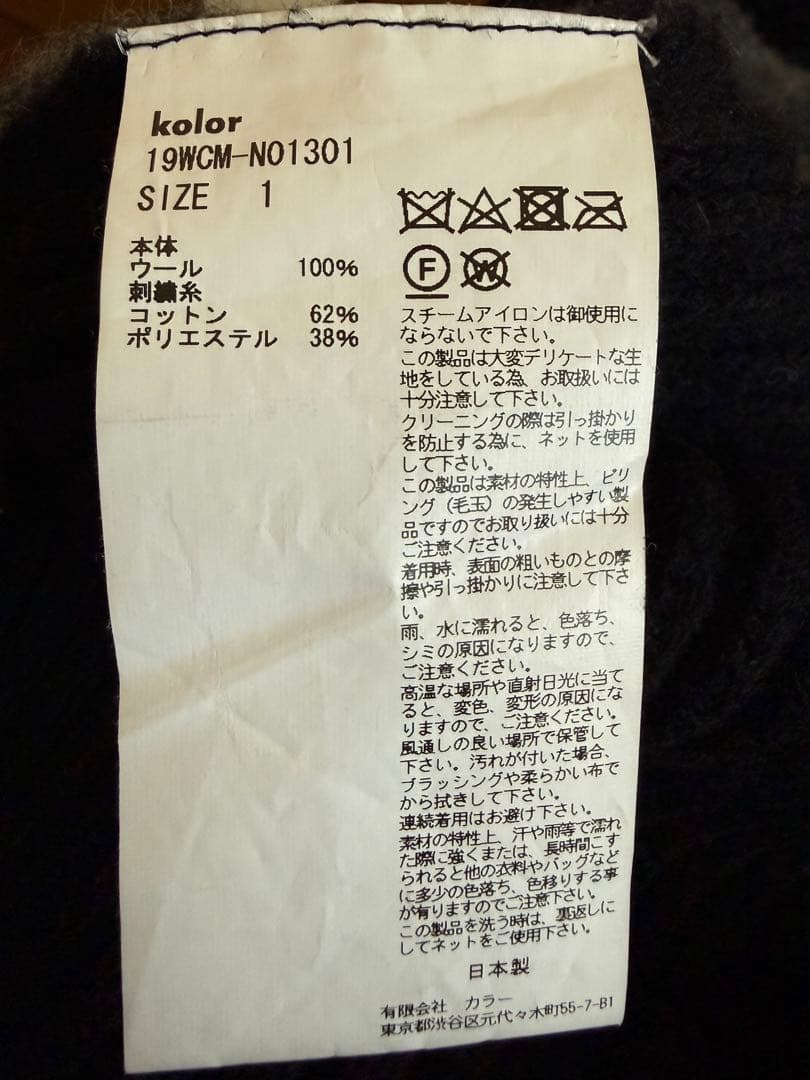 kolor
19WCM-N01301
SIZE 1
本体
ウール 100%
刺繍糸
コットン 62%
ポリエステル 38%
F W
スチームアイロンは御使用に
ならないで下さい。
この製品は大変デリケートな生
地をしている為、お取扱いには
十分注意して下さい。
クリーニングの際は引っ掛かり
を防止する為に、ネットを使用
して下さい。
この製品は素材の特性上、ピリ
ング（毛玉）の発生しやすい製
品ですのでお取り扱いには十分
ご注意ください。
着用時、表面の粗いものとの摩
擦や引っ掛かりに注意して下さ
い。
雨、水に濡れると、色落ち、
シミの原因になりますので、
ご注意ください。
高温な場所や直射日光に当て
ると、変色、変形の原因にな
りますので、ご注意ください。
風通しの良い場所で保管して
下さい。汚れが付いた場合、
ブラッシングや柔らかい布で
から拭きして下さい。
連続着用はお避け下さい。
素材の特性上、汗や雨等で濡れ
た際に強くまたは、長時間こす
られると他の衣料やバッグなど
に多少の色落ち、色移りする事
が有りますのでご注意下さい。
この製品を洗う時は、裏返しに
してネットをご使用下さい。
日本製
有限会社 カラー
東京都渋谷区元代々木町55-7-B1